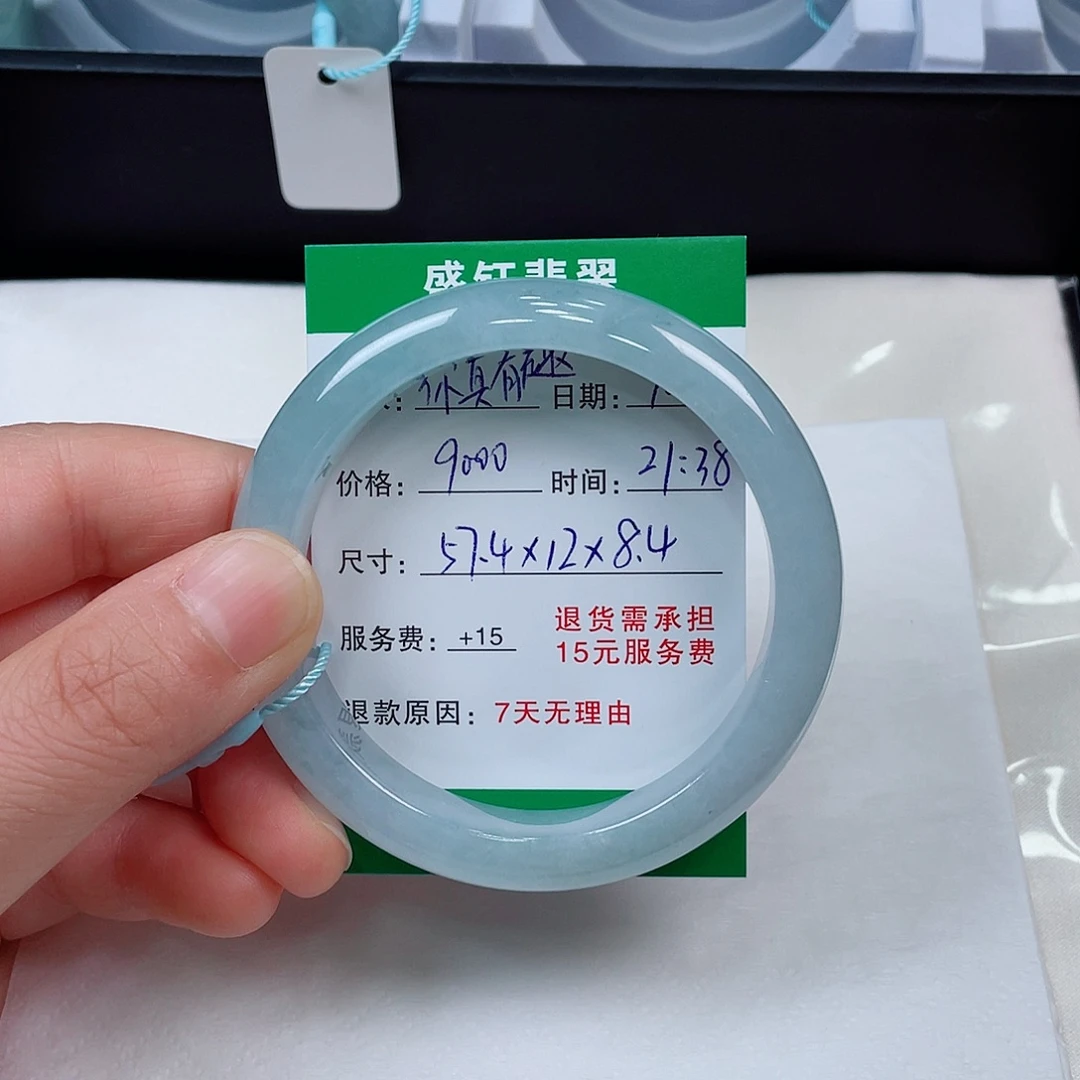 盛钰翡翠
你真有趣 日期:
价格: 9000 时间: 21:38
尺寸: 57.4×12×8.4
服务费: +15 退货需承担
15元服务费
退款原因: 7天无理由